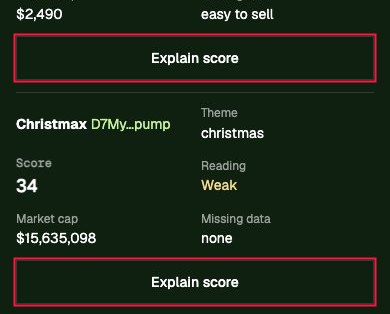 $2,490
easy to sell
Explain score
Christmax D7My...pump
Theme
christmas
Score
34
Reading
Weak
Market cap
$15,635,098
Missing data
none
Explain score